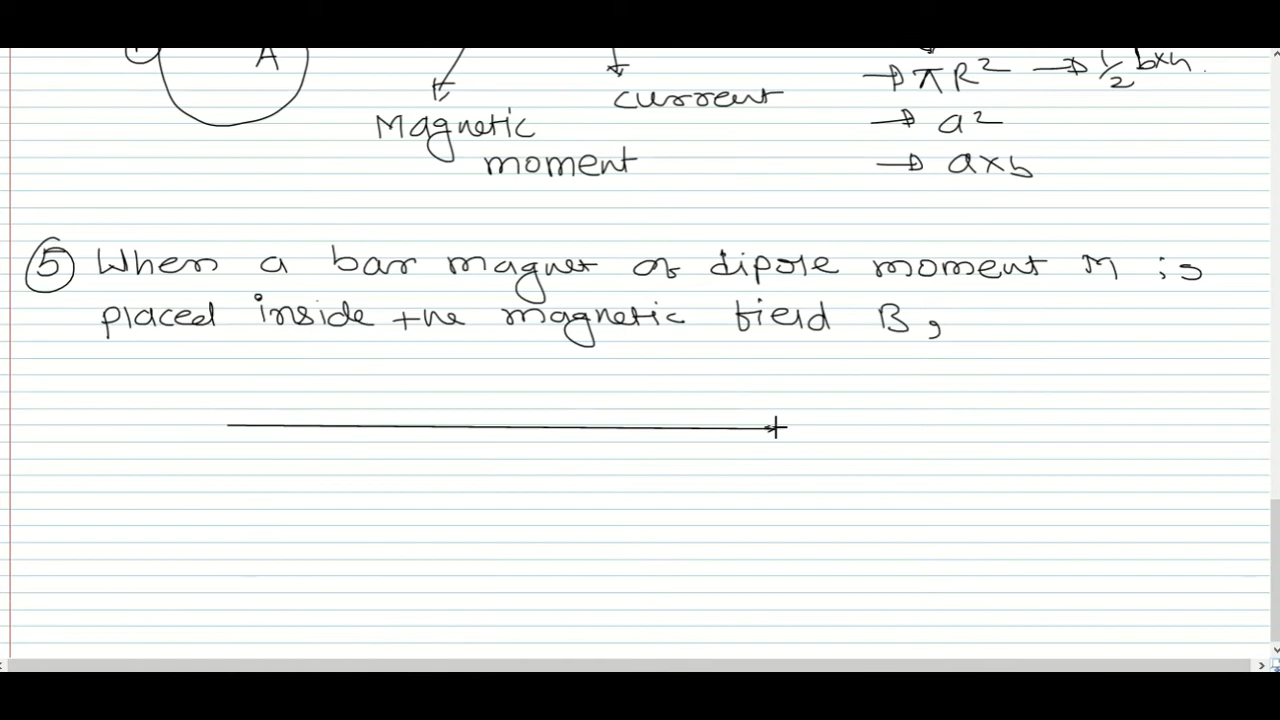 A
→ πR² → 1/2 b×h
current
Magnetic
→ a²
moment
→ a×b
⑤ When a bar magnet of dipole moment M is
placed inside the magnetic field B,